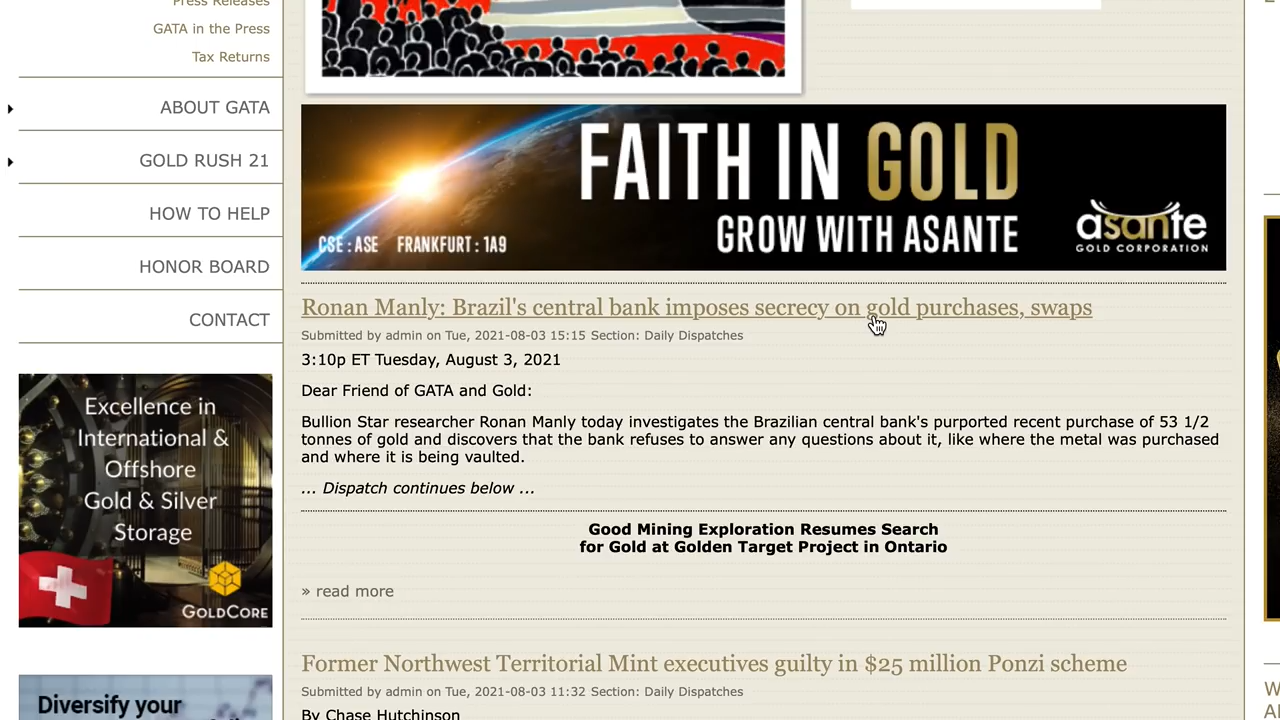 Press Releases
GATA in the Press
Tax Returns
ABOUT GATA
GOLD RUSH 21
HOW TO HELP
HONOR BOARD
CONTACT
Excellence in
International &
Offshore
Gold & Silver
Storage
GOLDCORE
Diversify your
FAITH IN GOLD
GROW WITH ASANTE
CSE : ASE FRANKFURT : 1A9
asante
GOLD CORPORATION
Ronan Manly: Brazil's central bank imposes secrecy on gold purchases, swaps
Submitted by admin on Tue, 2021-08-03 15:15 Section: Daily Dispatches
3:10p ET Tuesday, August 3, 2021
Dear Friend of GATA and Gold:
Bullion Star researcher Ronan Manly today investigates the Brazilian central bank's purported recent purchase of 53 1/2
tonnes of gold and discovers that the bank refuses to answer any questions about it, like where the metal was purchased
and where it is being vaulted.
... Dispatch continues below ...
Good Mining Exploration Resumes Search
for Gold at Golden Target Project in Ontario
» read more
Former Northwest Territorial Mint executives guilty in $25 million Ponzi scheme
Submitted by admin on Tue, 2021-08-03 11:32 Section: Daily Dispatches
By Chase Hutchinson